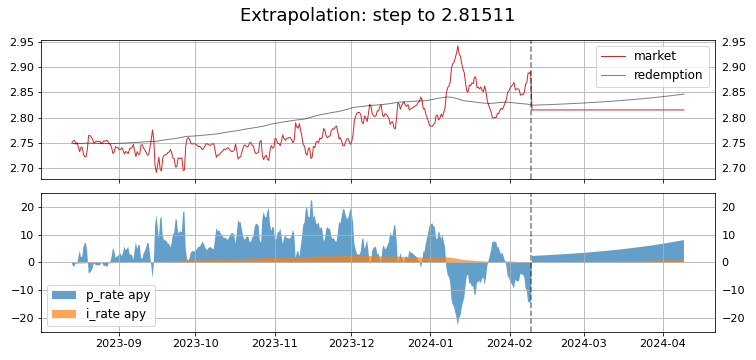 Extrapolation: step to 2.81511
2.95 2.95
2.90 2.90
2.85 2.85
2.80 2.80
2.75 2.75
2.70 2.70
market
redemption
20 20
10 10
0 0
−10 −10
−20 −20
p_rate apy
i_rate apy
2023-09 2023-10 2023-11 2023-12 2024-01 2024-02 2024-03 2024-04